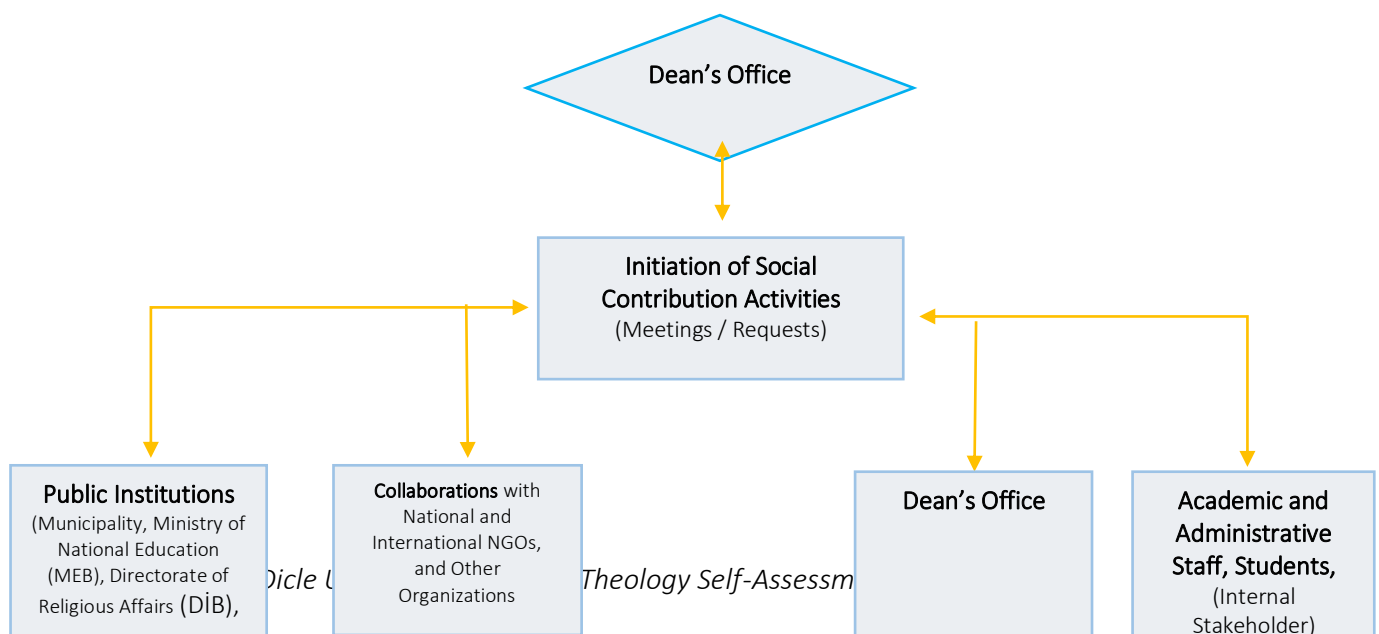 Dean’s Office
Initiation of Social
Contribution Activities
(Meetings / Requests)
Public Institutions
(Municipality, Ministry of
National Education
(MEB), Directorate of
Religious Affairs (DİB),
Collaborations with
National and
International NGOs,
and Other
Organizations
Dean’s Office
Academic and
Administrative
Staff, Students,
(Internal
Stakeholder)
Dicle Theology